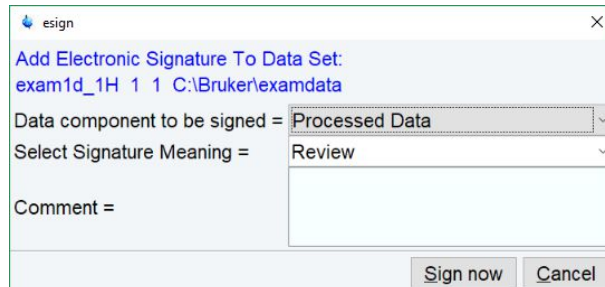 esign
Add Electronic Signature To Data Set:
exam1d_1H 1 1 C:\Bruker\examdata
Data component to be signed = Processed Data
Select Signature Meaning = Review
Comment =
Sign now Cancel